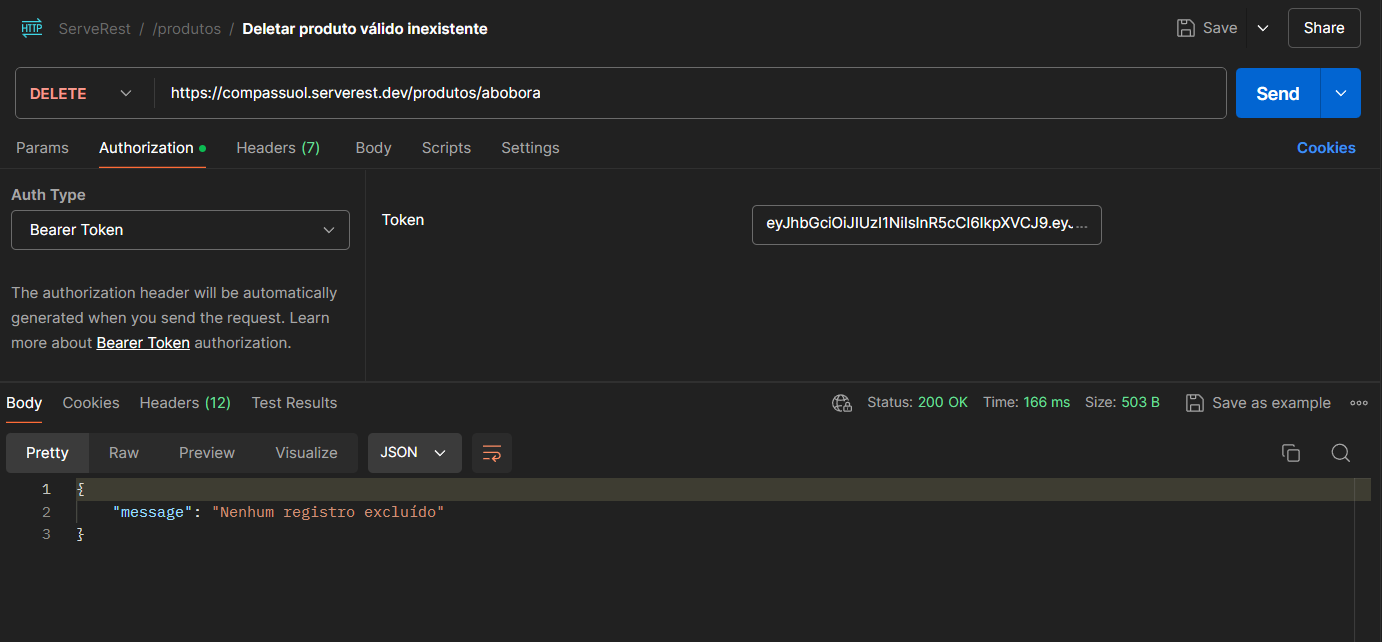 HTTP ServeRest / /produtos / Deletar produto válido inexistente Save Share
DELETE https://compassuol.serverest.dev/produtos/abobora Send
Params Authorization Headers (7) Body Scripts Settings Cookies
Auth Type
Bearer Token
Token eyJhbGciOiJIUzI1NiIsInR5cCI6IkpXVCJ9.eyJ...
The authorization header will be automatically
generated when you send the request. Learn
more about Bearer Token authorization.
Body Cookies Headers (12) Test Results Status: 200 OK Time: 166 ms Size: 503 B Save as example
Pretty Raw Preview Visualize JSON
1 {
2 "message": "Nenhum registro excluído"
3 }